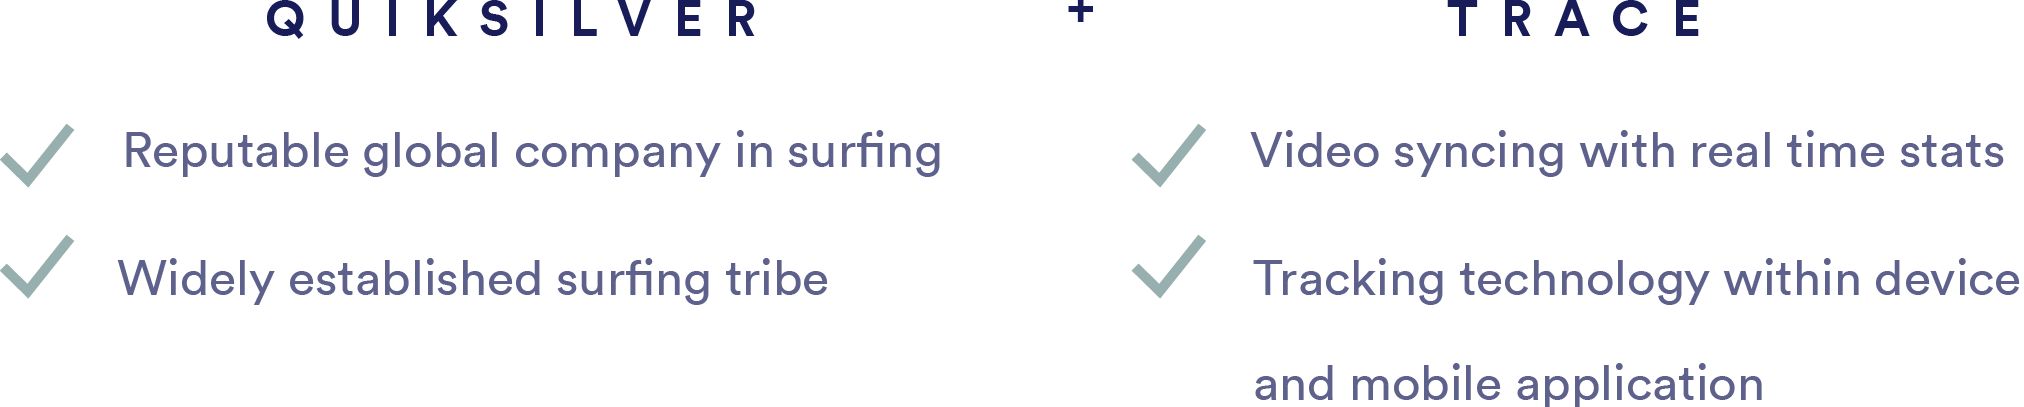 QUIKSILVER + TRACE
Reputable global company in surfing
Widely established surfing tribe
Video syncing with real time stats
Tracking technology within device
and mobile application